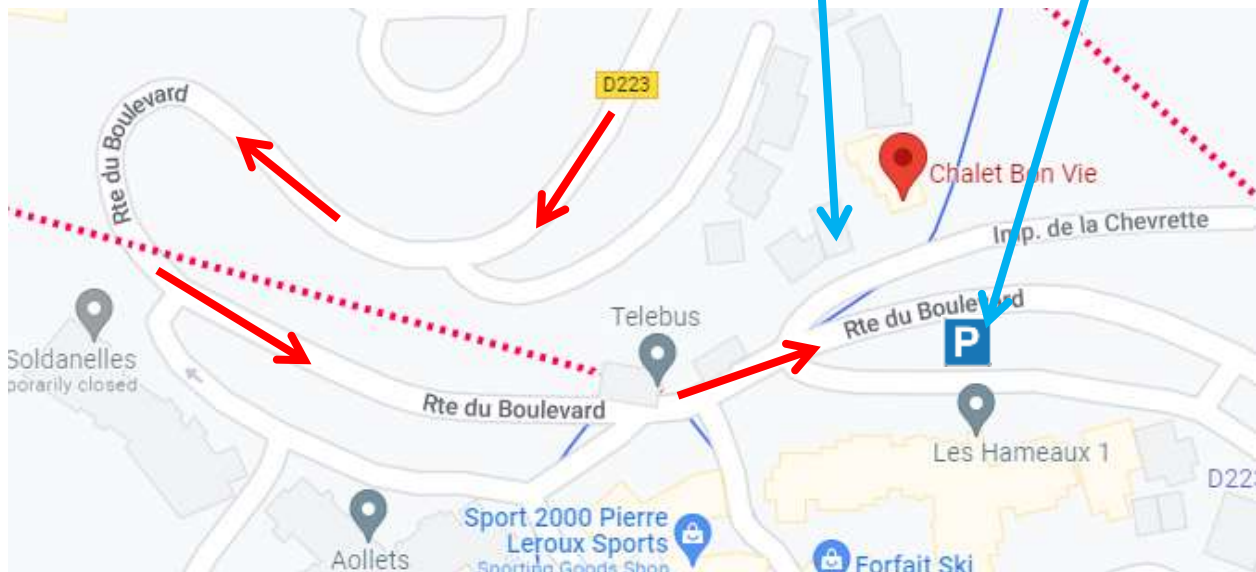 D223
Rte du Boulevard
Chalet Bon Vie
Imp. de la Chevrette
Telebus
Rte du Boulevard
P
Soldanelles
porarily closed
Rte du Boulevard
Les Hameaux 1
D223
Sport 2000 Pierre
Leroux Sports
Sporting Goods Shop
Aollets
Forfait Ski